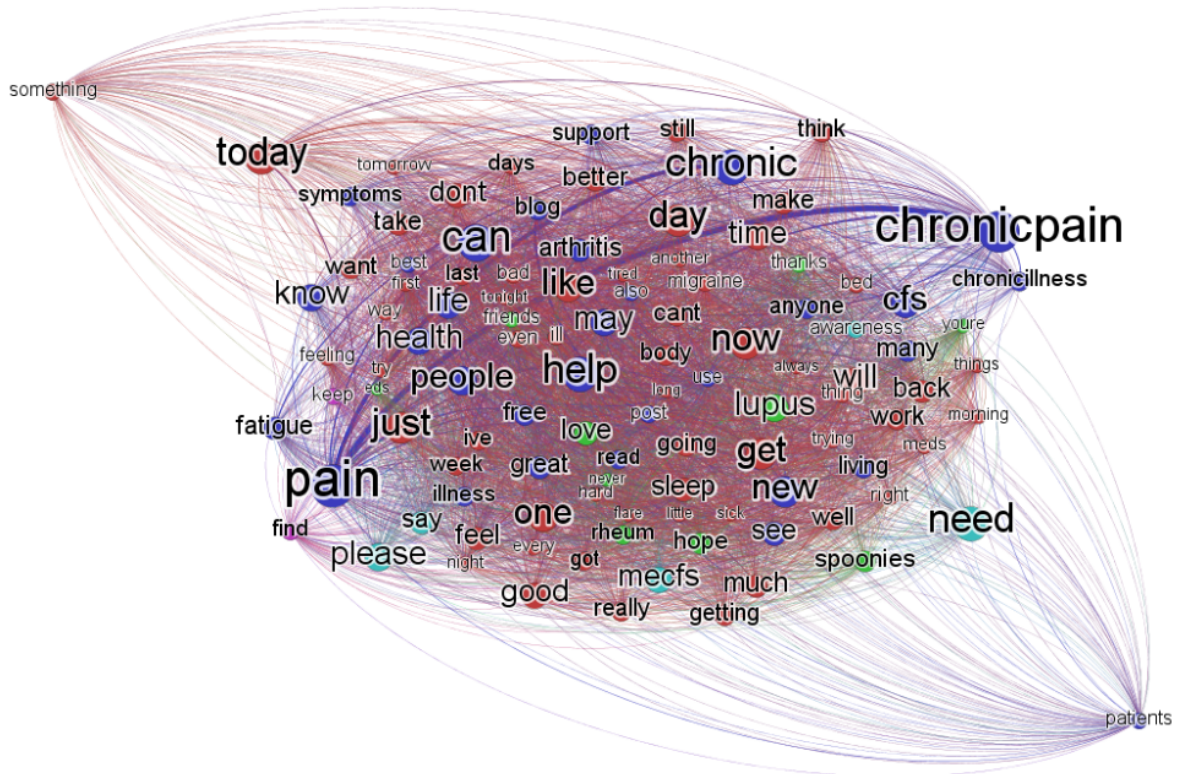 something
today
support
still
think
tomorrow
days
chronic
symptoms
dont
better
make
take
blog
day
can
arthritis
time
chronicpain
want
best
last
bad
another
thanks
first
like
tired
migraine
bed
chronicillness
know
life
tonight
also
anyone
cfs
way
friends
may
cant
awareness
youre
health
even
ill
now
many
feeling
body
always
things
try
people
help
use
will
keep
eds
long
thing
back
just
free
post
lupus
work
morning
fatigue
love
trying
ive
going
get
meds
week
great
read
living
pain
never
illness
hard
sleep
new
right
find
say
one
flare
little
sick
well
need
feel
rheum
see
please
every
hope
spoonies
night
got
good
mecfs
much
really
getting
patients